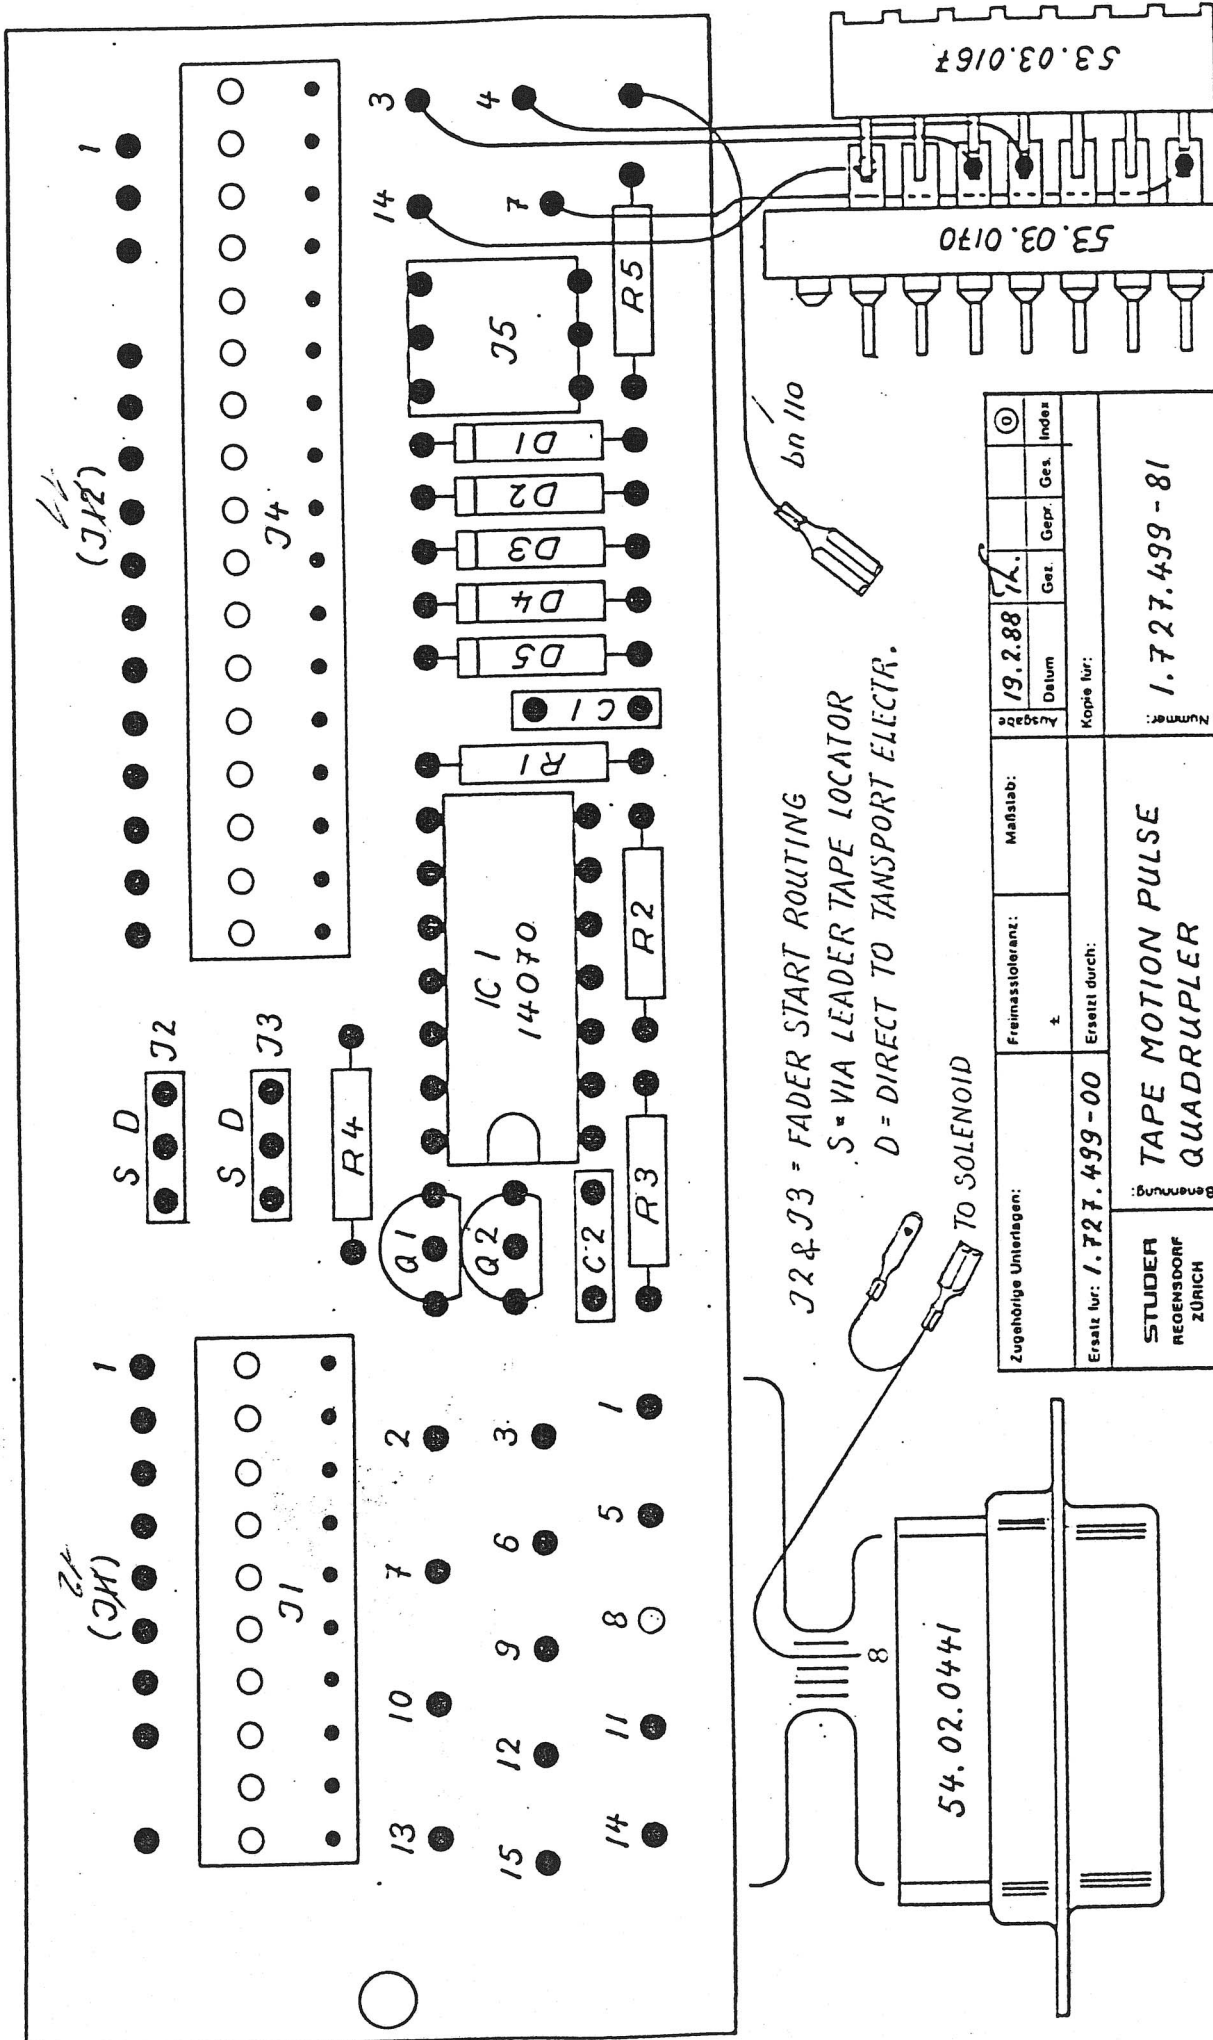 1
1
(J11)
(J12)
J1
J4
S D
J2
S D
J3
R4
Q1
Q2
C2
R3
IC1
14070
R2
R1
C1
D5
D4
D3
D2
D1
J5
R5
3
4
14
7
2
3
1
7
6
5
10
9
8
13
12
11
15
14
bn 110
J2 & J3 = FADER START ROUTING
S = VIA LEADER TAPE LOCATOR
D = DIRECT TO TANSPORT ELECTR.
TO SOLENOID
8
54.02.0441
53.03.0170
53.03.0167
Zugehörige Unterlagen:
Freimasstoleranz:
±
Maßstab:
Ausgabe
19.2.88
0
Datum
Gez.
Gepr.
Ges.
Index
Ersatz für: 1.727.499-00
Ersetzt durch:
Kopie für:
STUDER
REGENSDORF
ZÜRICH
Benennung:
TAPE MOTION PULSE
QUADRUPLER
Nummer:
1.727.499-81